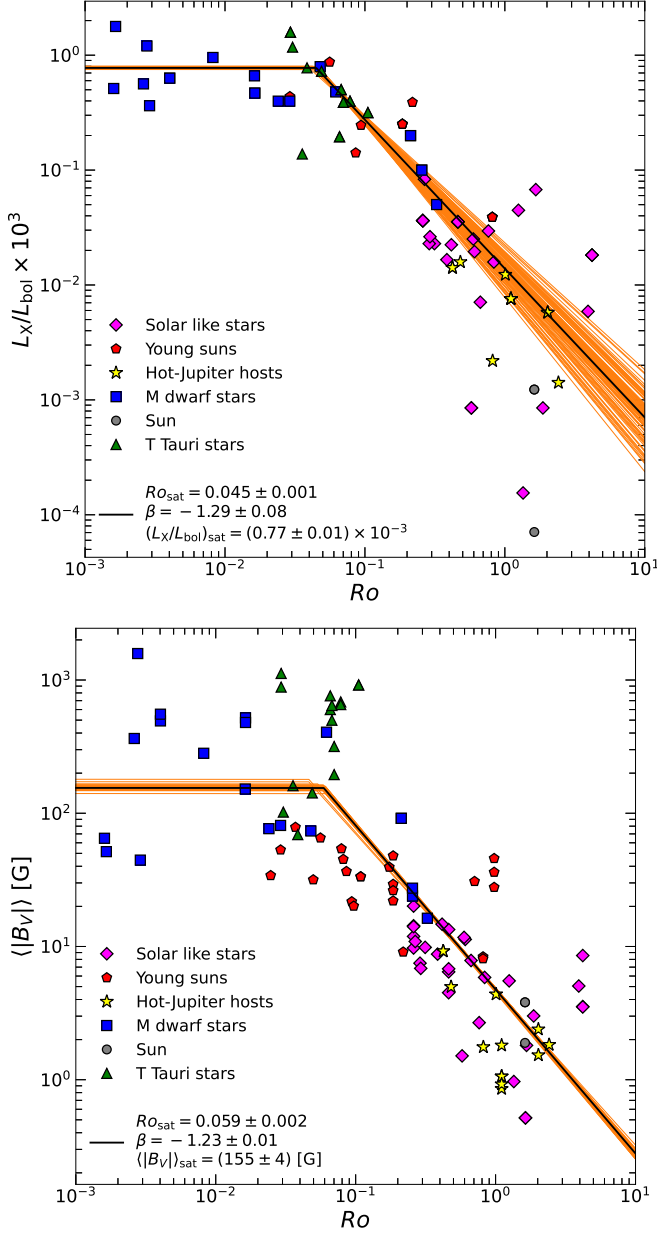 10⁰
10⁻¹
10⁻²
10⁻³
10⁻⁴
L_X/L_bol × 10³
Solar like stars
Young suns
Hot-Jupiter hosts
M dwarf stars
Sun
T Tauri stars
Ro_sat = 0.045 ± 0.001
β = −1.29 ± 0.08
(L_X/L_bol)_sat = (0.77 ± 0.01) × 10⁻³
10⁻³ 10⁻² 10⁻¹ 10⁰ 10¹
Ro
10³
10²
10¹
10⁰
⟨|B_V|⟩ [G]
Solar like stars
Young suns
Hot-Jupiter hosts
M dwarf stars
Sun
T Tauri stars
Ro_sat = 0.059 ± 0.002
β = −1.23 ± 0.01
⟨|B_V|⟩_sat = (155 ± 4) [G]
10⁻³ 10⁻² 10⁻¹ 10⁰ 10¹
Ro